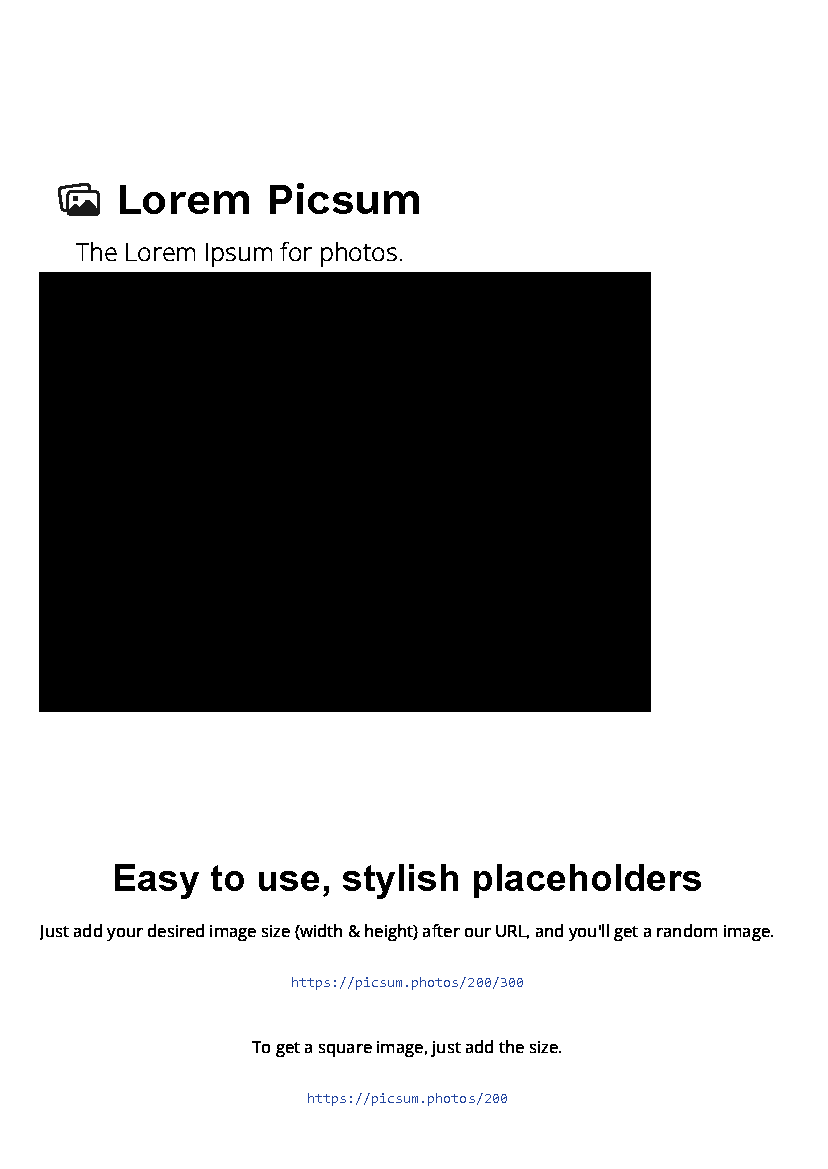 Lorem Picsum
The Lorem Ipsum for photos.
Easy to use, stylish placeholders
Just add your desired image size (width & height) after our URL, and you'll get a random image.
https://picsum.photos/200/300
To get a square image, just add the size.
https://picsum.photos/200